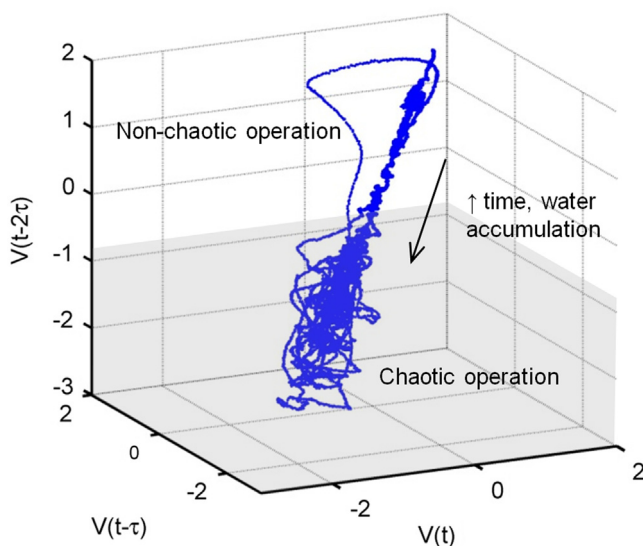 2
1
0
-1
-2
-3
V(t-2τ)
Non-chaotic operation
↑ time, water
accumulation
Chaotic operation
2
0
-2
V(t-τ)
-2
0
2
V(t)